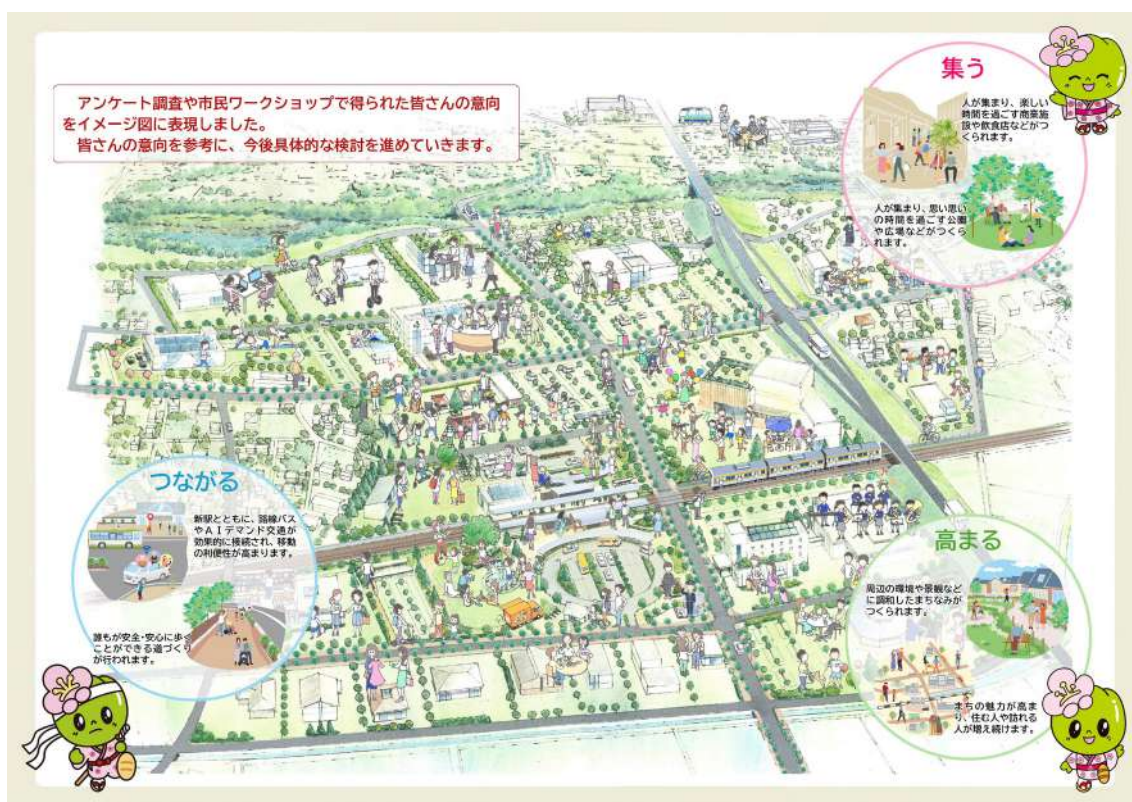 アンケート調査や市民ワークショップで得られた皆さんの意向
をイメージ図に表現しました。
皆さんの意向を参考に、今後具体的な検討を進めていきます。
集う
人が集まり、楽しい
時間を過ごす商業施
設や飲食店などがつ
くられます。
人が集まり、思い思い
の時間を過ごす公園
や広場などがつくら
れます。
つながる
新駅とともに、路線バス
やAIデマンド交通が
効果的に接続され、移動
の利便性が高まります。
誰もが安全・安心に歩く
ことができる道づくり
が行われます。
高まる
周辺の環境や景観など
に調和したまちなみが
つくられます。
まちの魅力が高ま
り、住む人や訪れる
人が増え続けます。